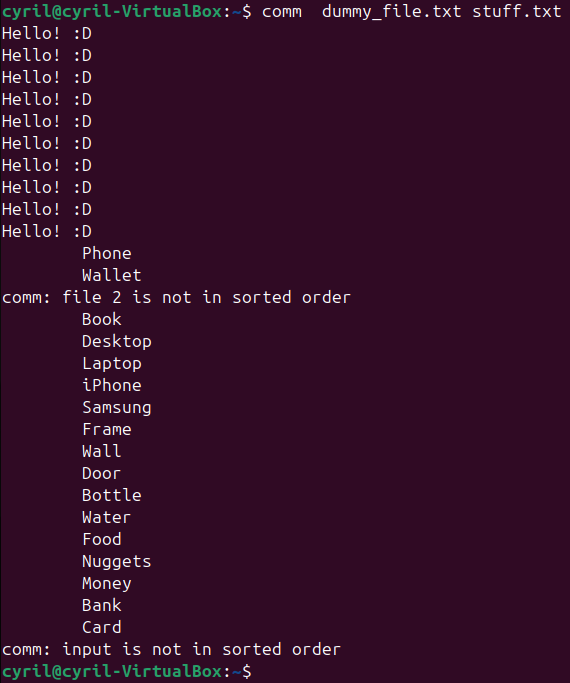 cyril@cyril-VirtualBox:~$ comm  dummy_file.txt stuff.txt
Hello! :D
Hello! :D
Hello! :D
Hello! :D
Hello! :D
Hello! :D
Hello! :D
Hello! :D
Hello! :D
Hello! :D
        Phone
        Wallet
comm: file 2 is not in sorted order
        Book
        Desktop
        Laptop
        iPhone
        Samsung
        Frame
        Wall
        Door
        Bottle
        Water
        Food
        Nuggets
        Money
        Bank
        Card
comm: input is not in sorted order
cyril@cyril-VirtualBox:~$